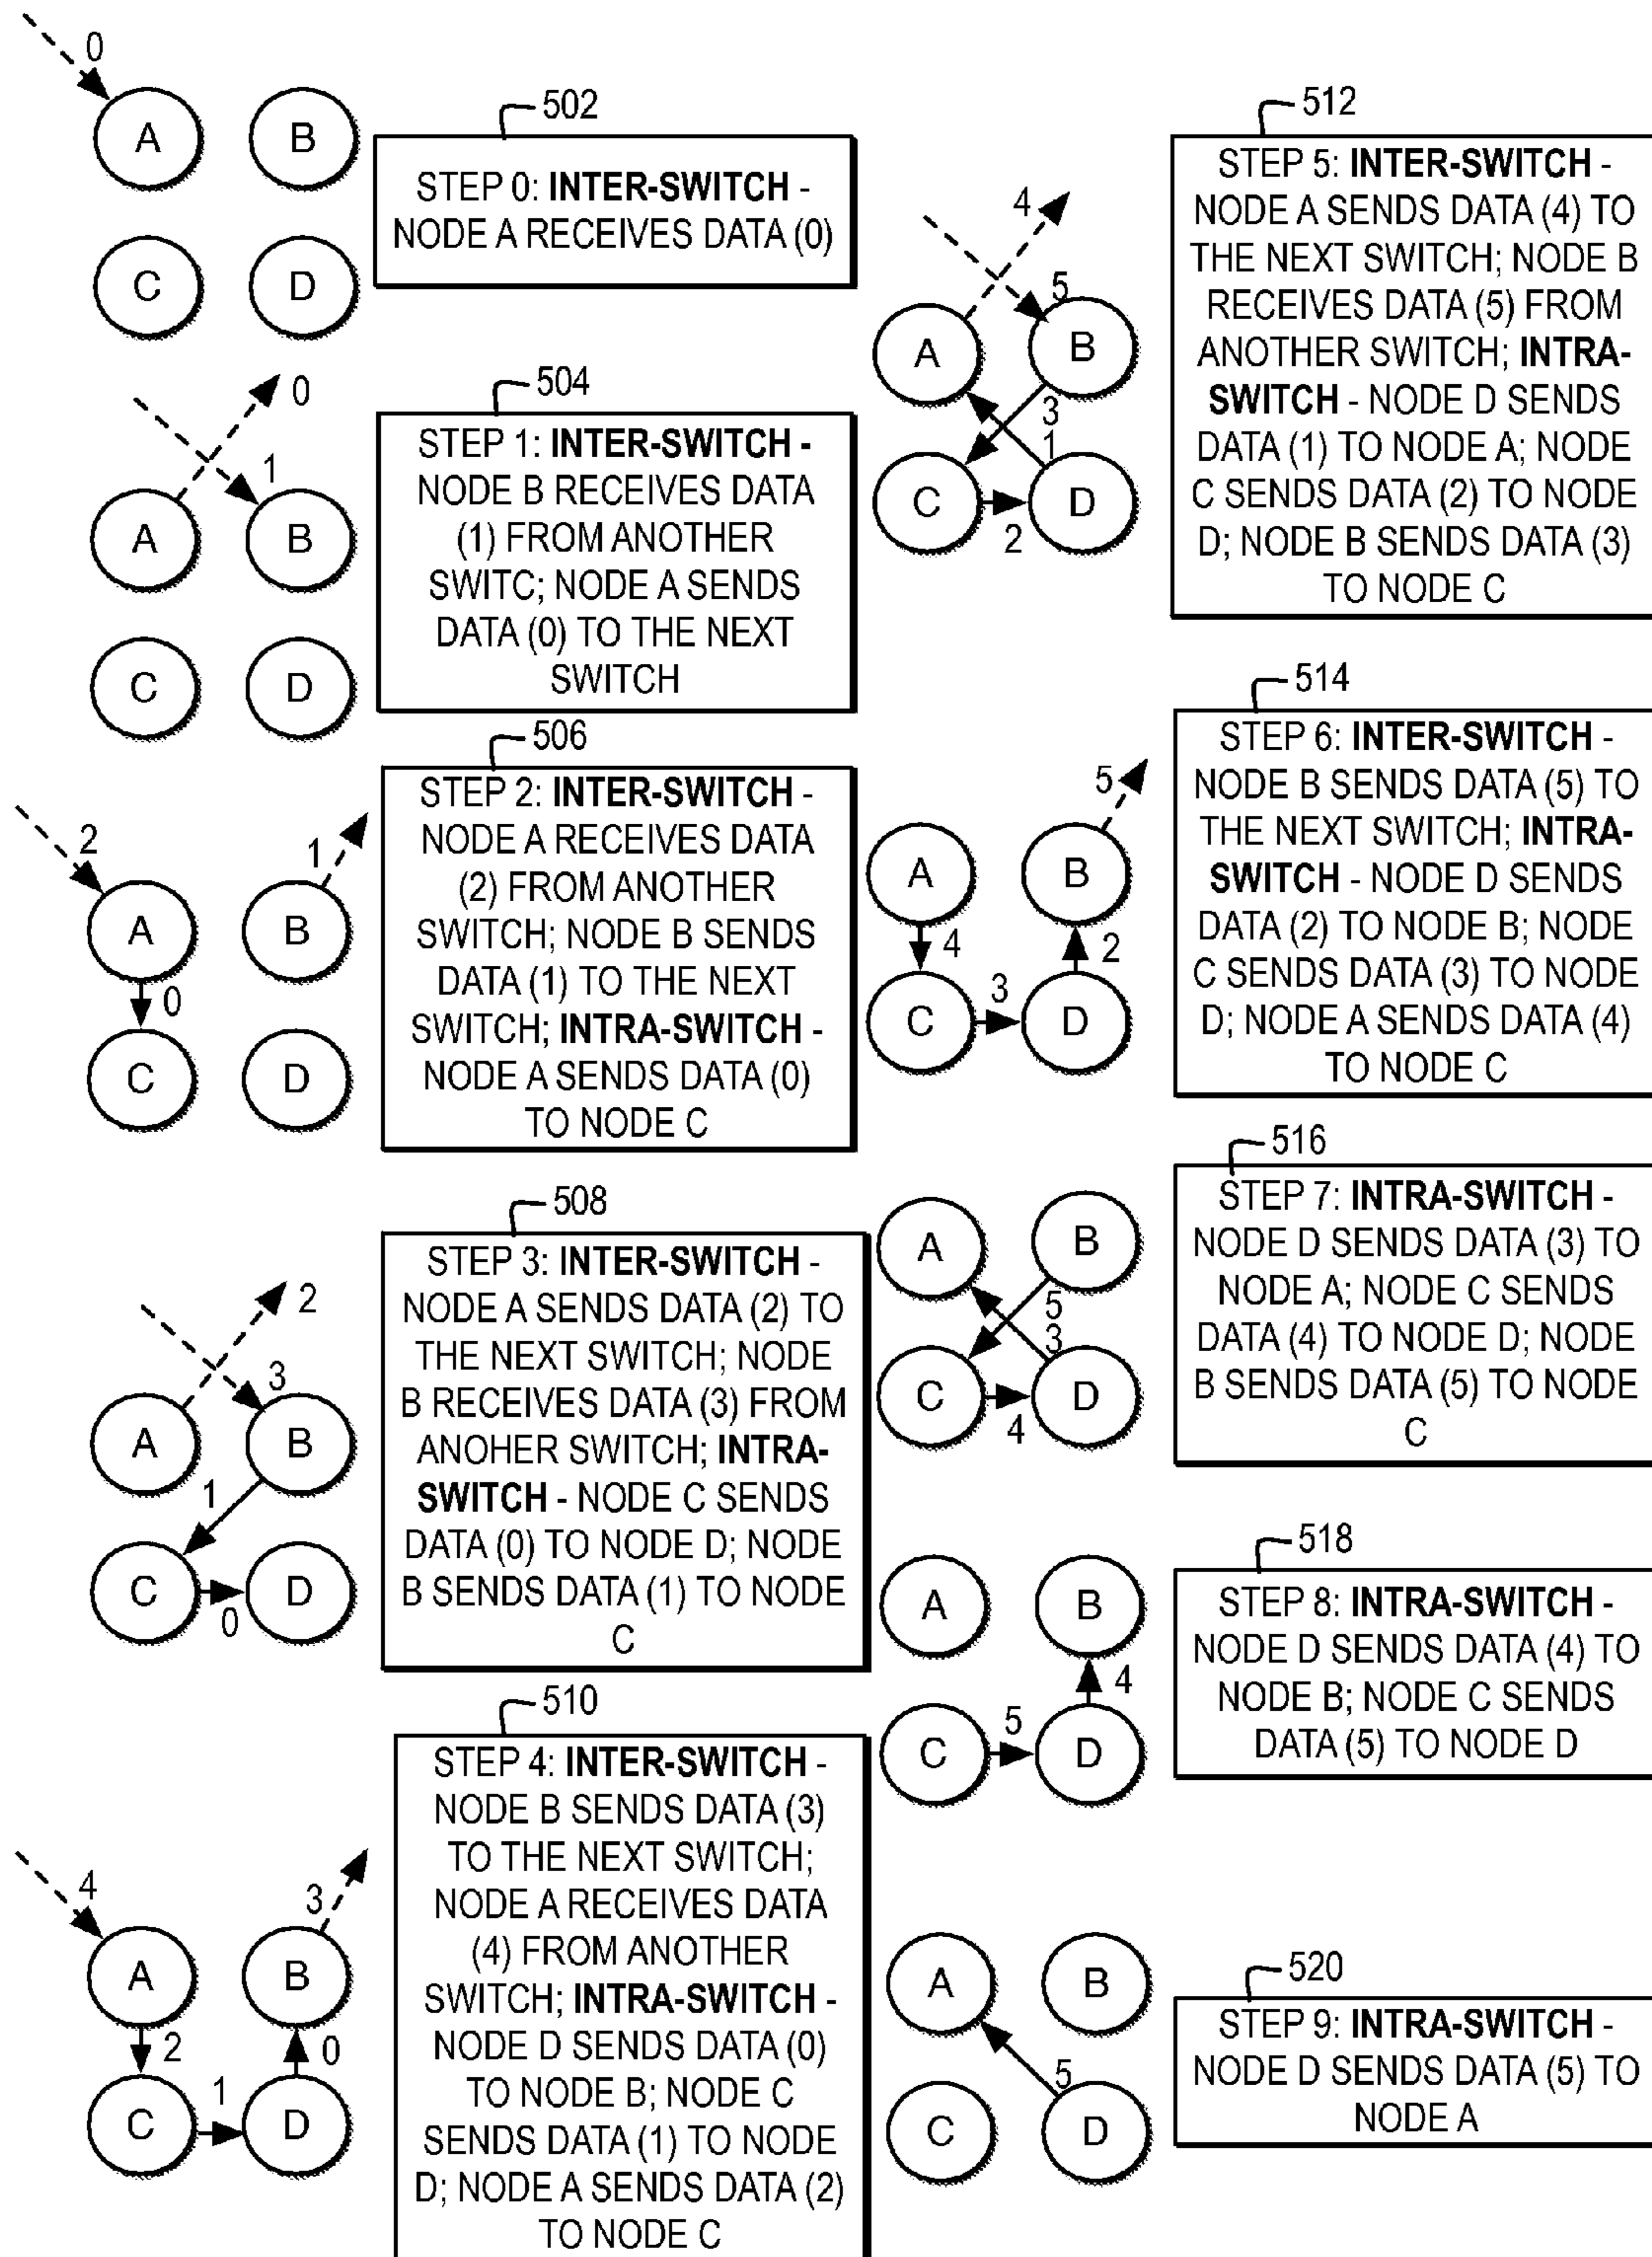 0
A B
C D
502
STEP 0: INTER-SWITCH -
NODE A RECEIVES DATA (0)
0
1
A B
C D
504
STEP 1: INTER-SWITCH -
NODE B RECEIVES DATA
(1) FROM ANOTHER
SWITC; NODE A SENDS
DATA (0) TO THE NEXT
SWITCH
2 1
A B
0
C D
506
STEP 2: INTER-SWITCH -
NODE A RECEIVES DATA
(2) FROM ANOTHER
SWITCH; NODE B SENDS
DATA (1) TO THE NEXT
SWITCH; INTRA-SWITCH -
NODE A SENDS DATA (0)
TO NODE C
2
3
A B
1
C D
0
508
STEP 3: INTER-SWITCH -
NODE A SENDS DATA (2) TO
THE NEXT SWITCH; NODE
B RECEIVES DATA (3) FROM
ANOHER SWITCH; INTRA-
SWITCH - NODE C SENDS
DATA (0) TO NODE D; NODE
B SENDS DATA (1) TO NODE
C
4 3
A B
2 0
1
C D
510
STEP 4: INTER-SWITCH -
NODE B SENDS DATA (3)
TO THE NEXT SWITCH;
NODE A RECEIVES DATA
(4) FROM ANOTHER
SWITCH; INTRA-SWITCH -
NODE D SENDS DATA (0)
TO NODE B; NODE C
SENDS DATA (1) TO NODE
D; NODE A SENDS DATA (2)
TO NODE C
4
5
A B
3
1
C D
2
512
STEP 5: INTER-SWITCH -
NODE A SENDS DATA (4) TO
THE NEXT SWITCH; NODE B
RECEIVES DATA (5) FROM
ANOTHER SWITCH; INTRA-
SWITCH - NODE D SENDS
DATA (1) TO NODE A; NODE
C SENDS DATA (2) TO NODE
D; NODE B SENDS DATA (3)
TO NODE C
5
A B
4 2
3
C D
514
STEP 6: INTER-SWITCH -
NODE B SENDS DATA (5) TO
THE NEXT SWITCH; INTRA-
SWITCH - NODE D SENDS
DATA (2) TO NODE B; NODE
C SENDS DATA (3) TO NODE
D; NODE A SENDS DATA (4)
TO NODE C
A B
5
3
C D
4
516
STEP 7: INTRA-SWITCH -
NODE D SENDS DATA (3) TO
NODE A; NODE C SENDS
DATA (4) TO NODE D; NODE
B SENDS DATA (5) TO NODE
C
A B
4
5
C D
518
STEP 8: INTRA-SWITCH -
NODE D SENDS DATA (4) TO
NODE B; NODE C SENDS
DATA (5) TO NODE D
A B
5
C D
520
STEP 9: INTRA-SWITCH -
NODE D SENDS DATA (5) TO
NODE A